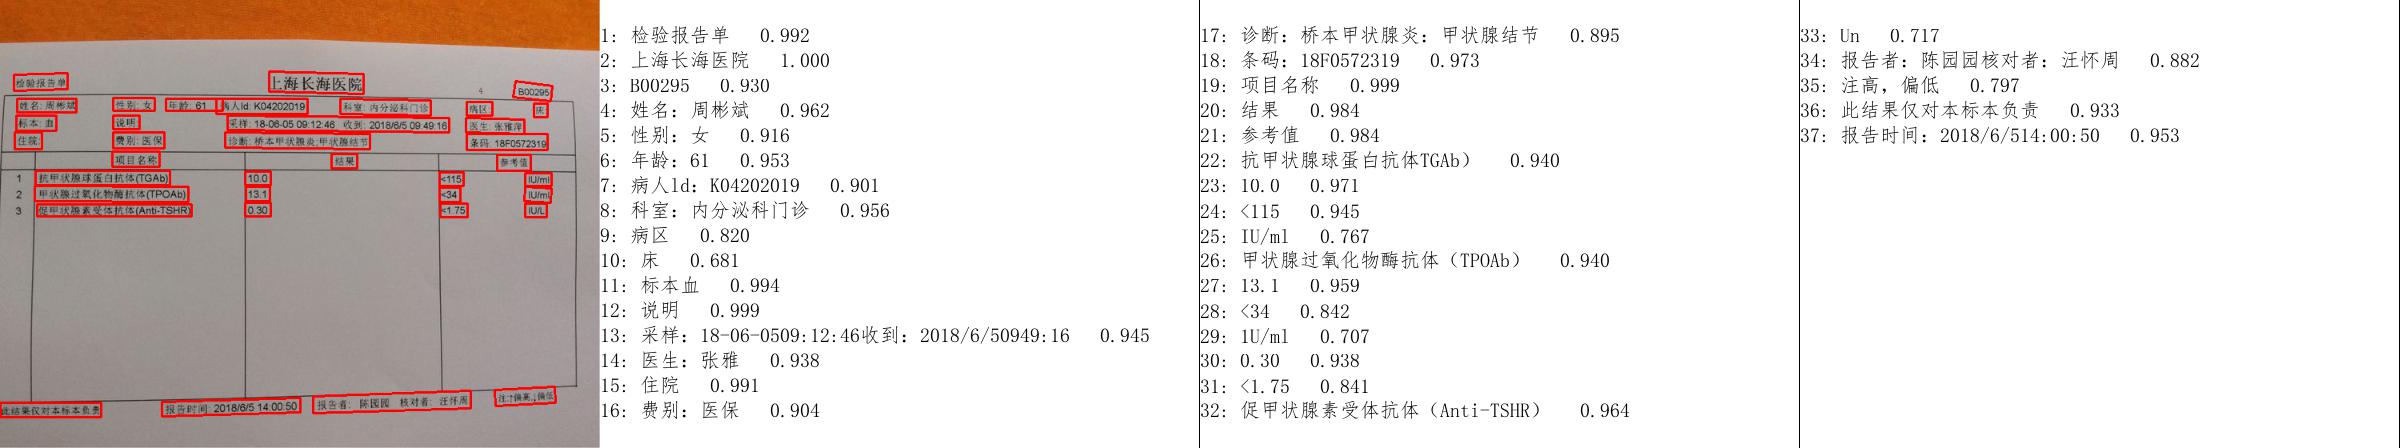 检验报告单
上海长海医院
4
B00295
姓名: 周彬斌 性别: 女 年龄: 61 病人Id: K04202019 科室: 内分泌科门诊 病区: 床
标本: 血 说明 采样: 18-06-05 09:12:46 收到: 2018/6/5 09:49:16 医生: 张雅萍
住院: 费别: 医保 诊断: 桥本甲状腺炎;甲状腺结节 条码: 18F0572319
项目名称 结果 参考值
1 抗甲状腺球蛋白抗体(TGAb) 10.0 <115 IU/ml
2 甲状腺过氧化物酶抗体(TPOAb) 13.1 <34 IU/ml
3 促甲状腺素受体抗体(Anti-TSHR) 0.30 <1.75 IU/L
此结果仅对本标本负责 报告时间: 2018/6/5 14:00:50 报告者: 陈园园 核对者: 汪怀周 注:↑偏高,↓偏低
1: 检验报告单 0.992
2: 上海长海医院 1.000
3: B00295 0.930
4: 姓名: 周彬斌 0.962
5: 性别: 女 0.916
6: 年龄: 61 0.953
7: 病人ld: K04202019 0.901
8: 科室: 内分泌科门诊 0.956
9: 病区 0.820
10: 床 0.681
11: 标本血 0.994
12: 说明 0.999
13: 采样: 18-06-0509:12:46收到: 2018/6/50949:16 0.945
14: 医生: 张雅 0.938
15: 住院 0.991
16: 费别: 医保 0.904
17: 诊断: 桥本甲状腺炎: 甲状腺结节 0.895
18: 条码: 18F0572319 0.973
19: 项目名称 0.999
20: 结果 0.984
21: 参考值 0.984
22: 抗甲状腺球蛋白抗体TGAb） 0.940
23: 10.0 0.971
24: <115 0.945
25: IU/ml 0.767
26: 甲状腺过氧化物酶抗体（TPOAb） 0.940
27: 13.1 0.959
28: <34 0.842
29: 1U/ml 0.707
30: 0.30 0.938
31: <1.75 0.841
32: 促甲状腺素受体抗体（Anti-TSHR） 0.964
33: Un 0.717
34: 报告者: 陈园园核对者: 汪怀周 0.882
35: 注高，偏低 0.797
36: 此结果仅对本标本负责 0.933
37: 报告时间: 2018/6/514:00:50 0.953